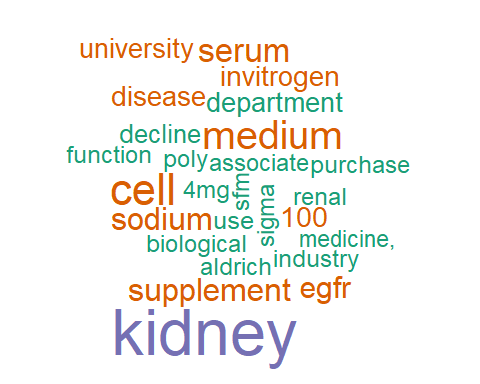 university serum
invitrogen
disease department
decline medium
function poly associate purchase
cell 4mg sfm renal
sodium use sigma 100
biological medicine,
aldrich industry
supplement egfr
kidney